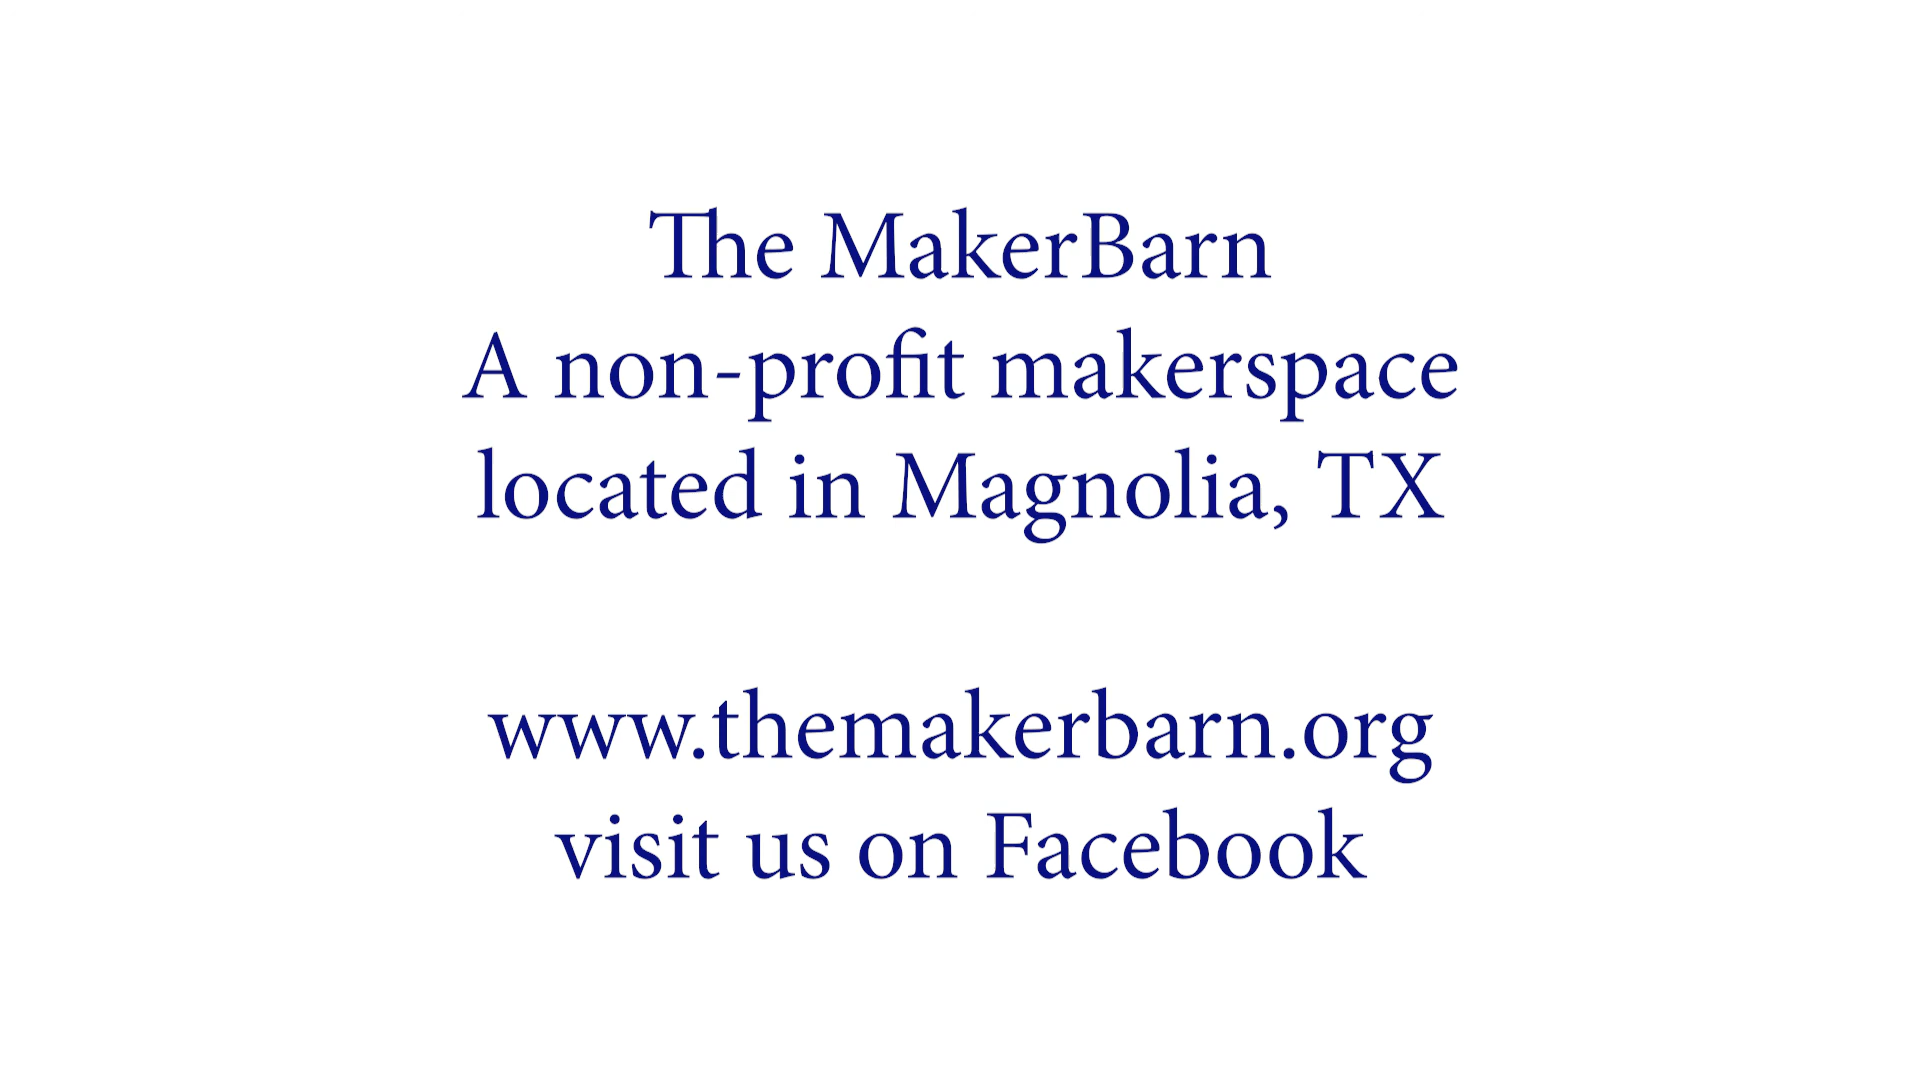 The MakerBarn
A non-profit makerspace
located in Magnolia, TX
www.themakerbarn.org
visit us on Facebook